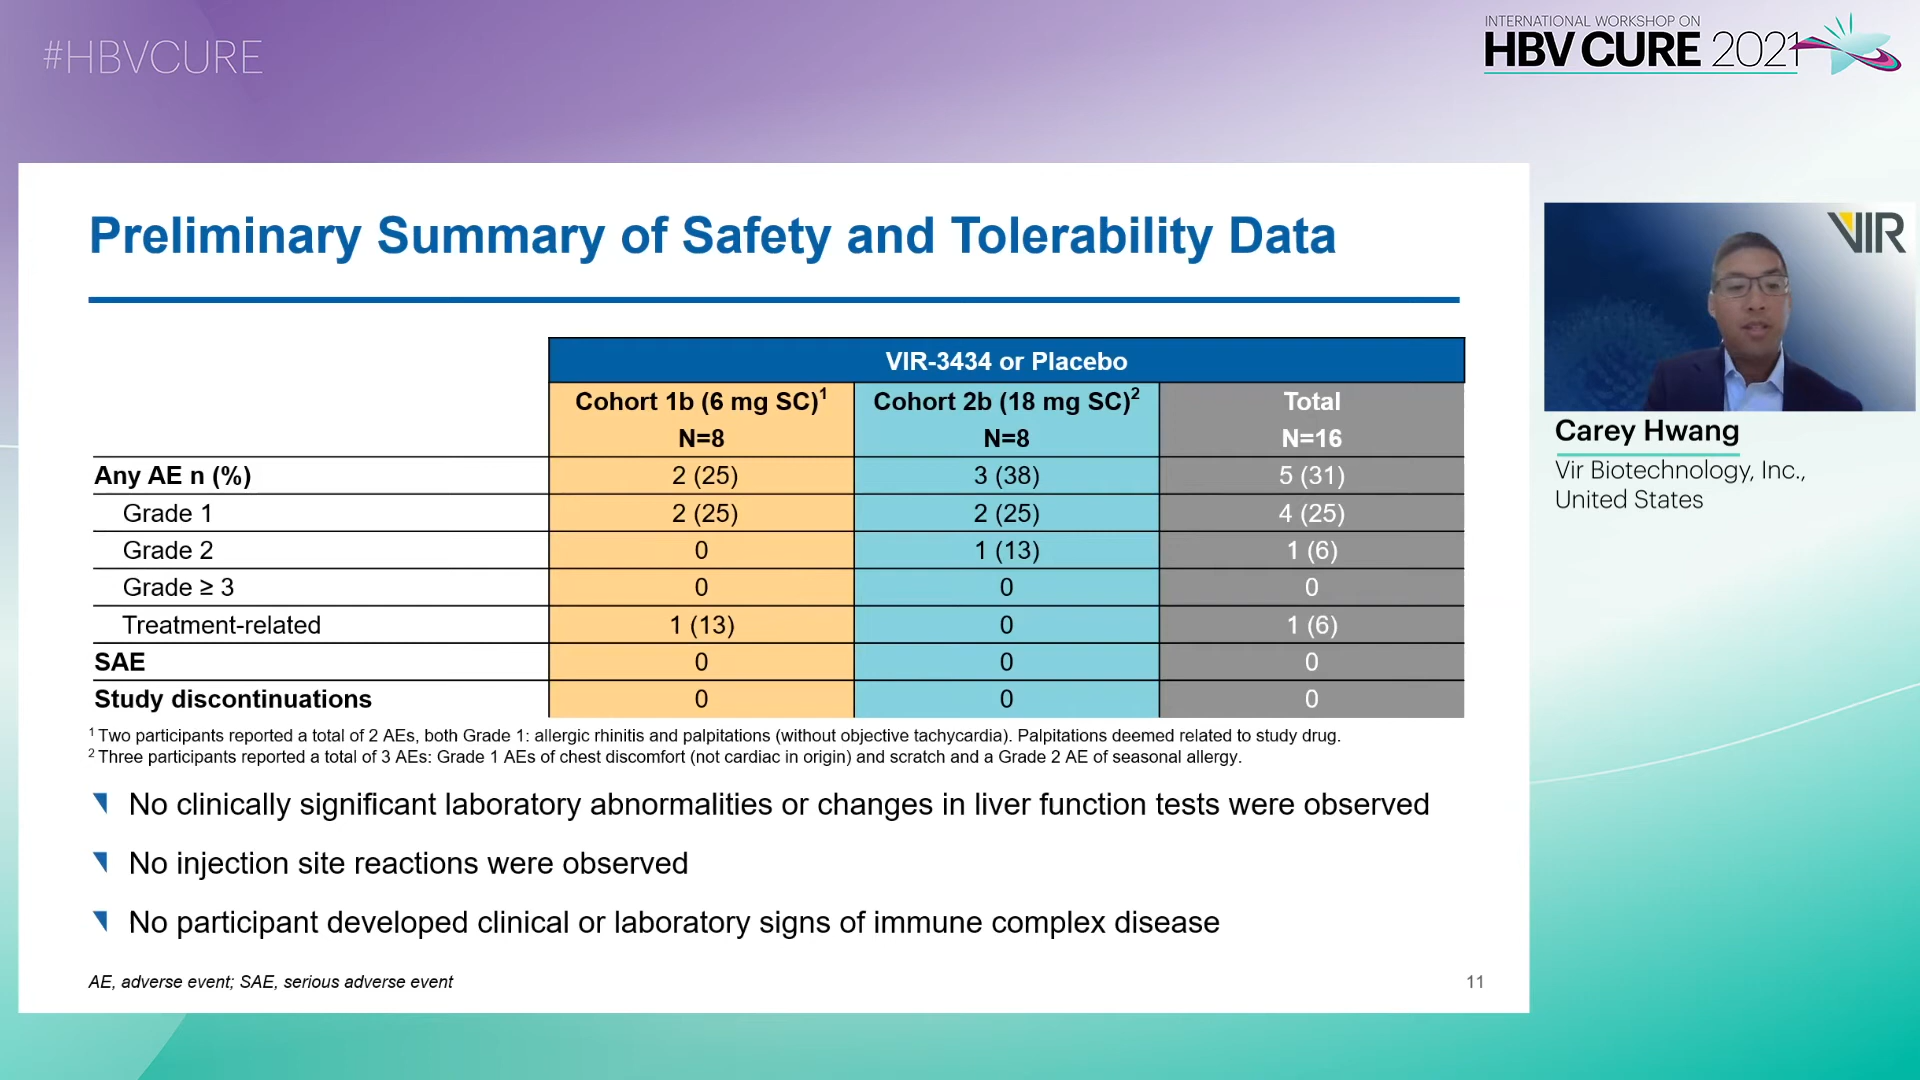 #HBVCURE
INTERNATIONAL WORKSHOP ON
HBV CURE 2021
Preliminary Summary of Safety and Tolerability Data
VIR-3434 or Placebo
Cohort 1b (6 mg SC)1 Cohort 2b (18 mg SC)2 Total
N=8 N=8 N=16
Any AE n (%) 2 (25) 3 (38) 5 (31)
Grade 1 2 (25) 2 (25) 4 (25)
Grade 2 0 1 (13) 1 (6)
Grade ≥ 3 0 0 0
Treatment-related 1 (13) 0 1 (6)
SAE 0 0 0
Study discontinuations 0 0 0
1 Two participants reported a total of 2 AEs, both Grade 1: allergic rhinitis and palpitations (without objective tachycardia). Palpitations deemed related to study drug.
2 Three participants reported a total of 3 AEs: Grade 1 AEs of chest discomfort (not cardiac in origin) and scratch and a Grade 2 AE of seasonal allergy.
No clinically significant laboratory abnormalities or changes in liver function tests were observed
No injection site reactions were observed
No participant developed clinical or laboratory signs of immune complex disease
AE, adverse event; SAE, serious adverse event
11
VIR
Carey Hwang
Vir Biotechnology, Inc.,
United States